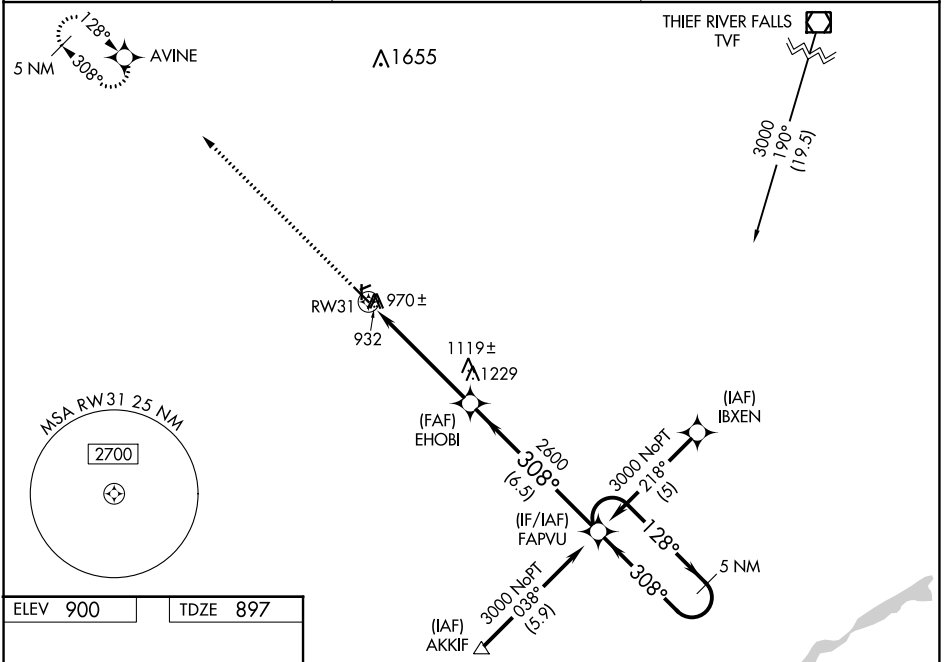 128°
308°
5 NM
AVINE
1655
THIEF RIVER FALLS
TVF
3000
190°
(19.5)
RW31
970±
932
1119±
1229
(FAF)
EHOBI
2600
308°
(6.5)
(IAF)
IBXEN
3000 NoPT
218°
(5)
(IF/IAF)
FAPVU
128°
308°
5 NM
3000 NoPT
038°
(5.9)
(IAF)
AKKIF
MSA RW31 25 NM
2700
ELEV 900
TDZE 897